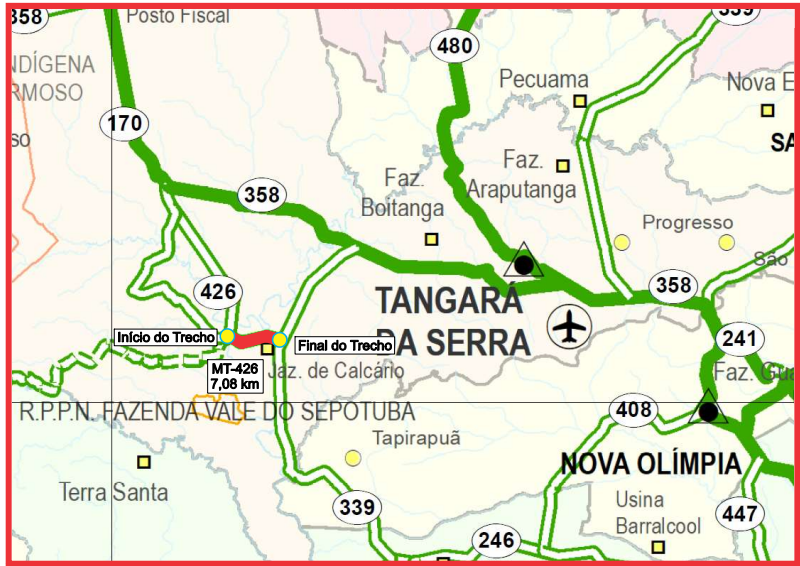 358
Posto Fiscal
339
480
NDÍGENA
RMOSO
Pecuama
Nova E
170
SO
SA
Faz.
Araputanga
Faz.
Boitanga
358
Progresso
São
426
358
TANGARÁ
DA SERRA
Início do Trecho
Final do Trecho
241
MT-426
7,08 km
Jaz. de Calcário
Faz. Gua
R.P.P.N. FAZENDA VALE DO SEPOTUBA
408
Tapirapuã
NOVA OLÍMPIA
Terra Santa
Usina
Barralcool
339
447
246